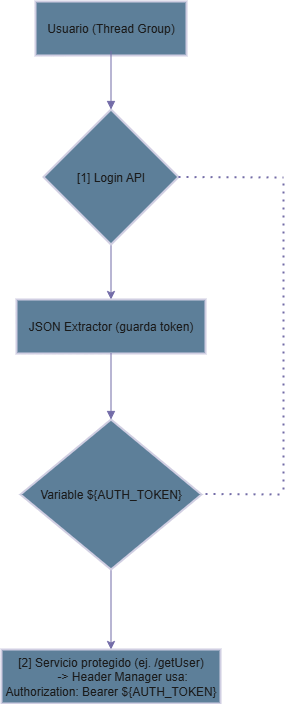 Usuario (Thread Group)
[1] Login API
JSON Extractor (guarda token)
Variable ${AUTH_TOKEN}
[2] Servicio protegido (ej. /getUser)
-> Header Manager usa:
Authorization: Bearer ${AUTH_TOKEN}